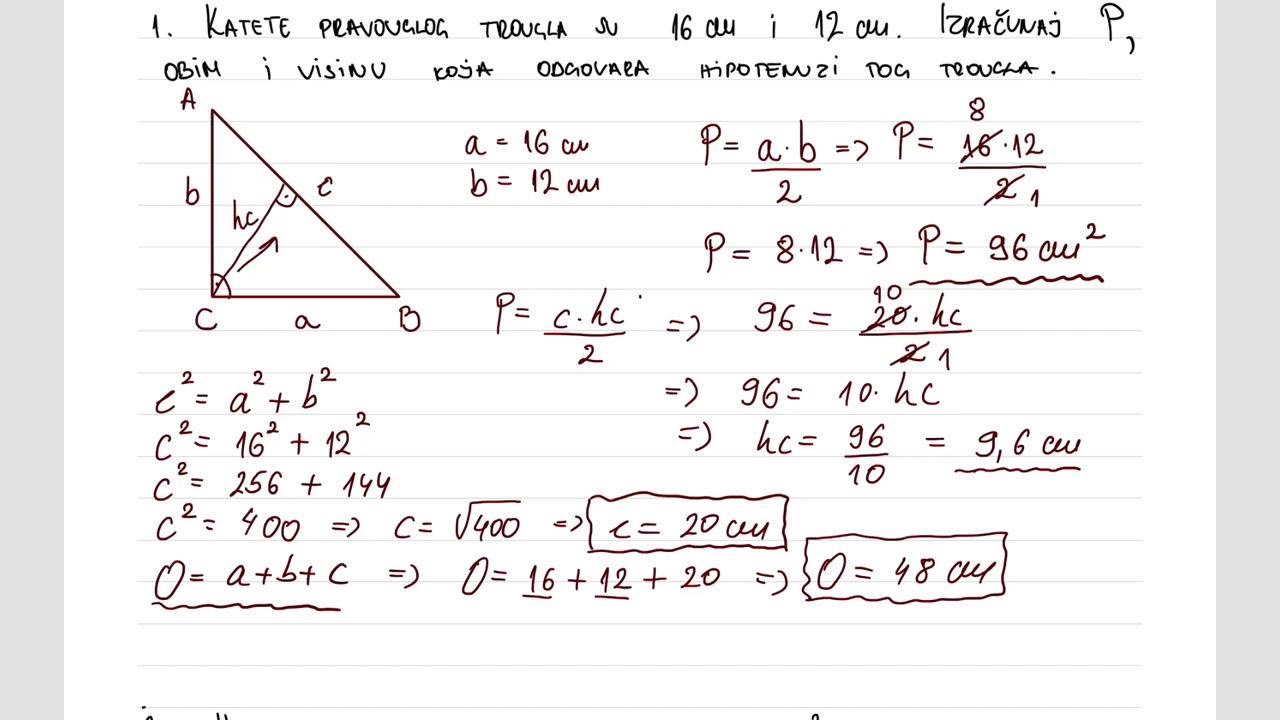 1. KATETE PRAVOUGLOG TROUGLA SU 16 cm i 12 cm. IZRAČUNAJ P,
OBIM I VISINU KOJA ODGOVARA HIPOTENUZI TOG TROUGLA.
A
b
hc
c
C
a
B
a = 16 cm
b = 12 cm
P = a·b/2 => P = 16·12/2 8 1
P = 8·12 => P = 96 cm²
P = c·hc/2 => 96 = 20·hc/2 10 1
=> 96 = 10·hc
=> hc = 96/10 = 9,6 cm
c² = a² + b²
c² = 16² + 12²
c² = 256 + 144
c² = 400 => c = √400 => c = 20 cm
O = a+b+c => O = 16 + 12 + 20 => O = 48 cm